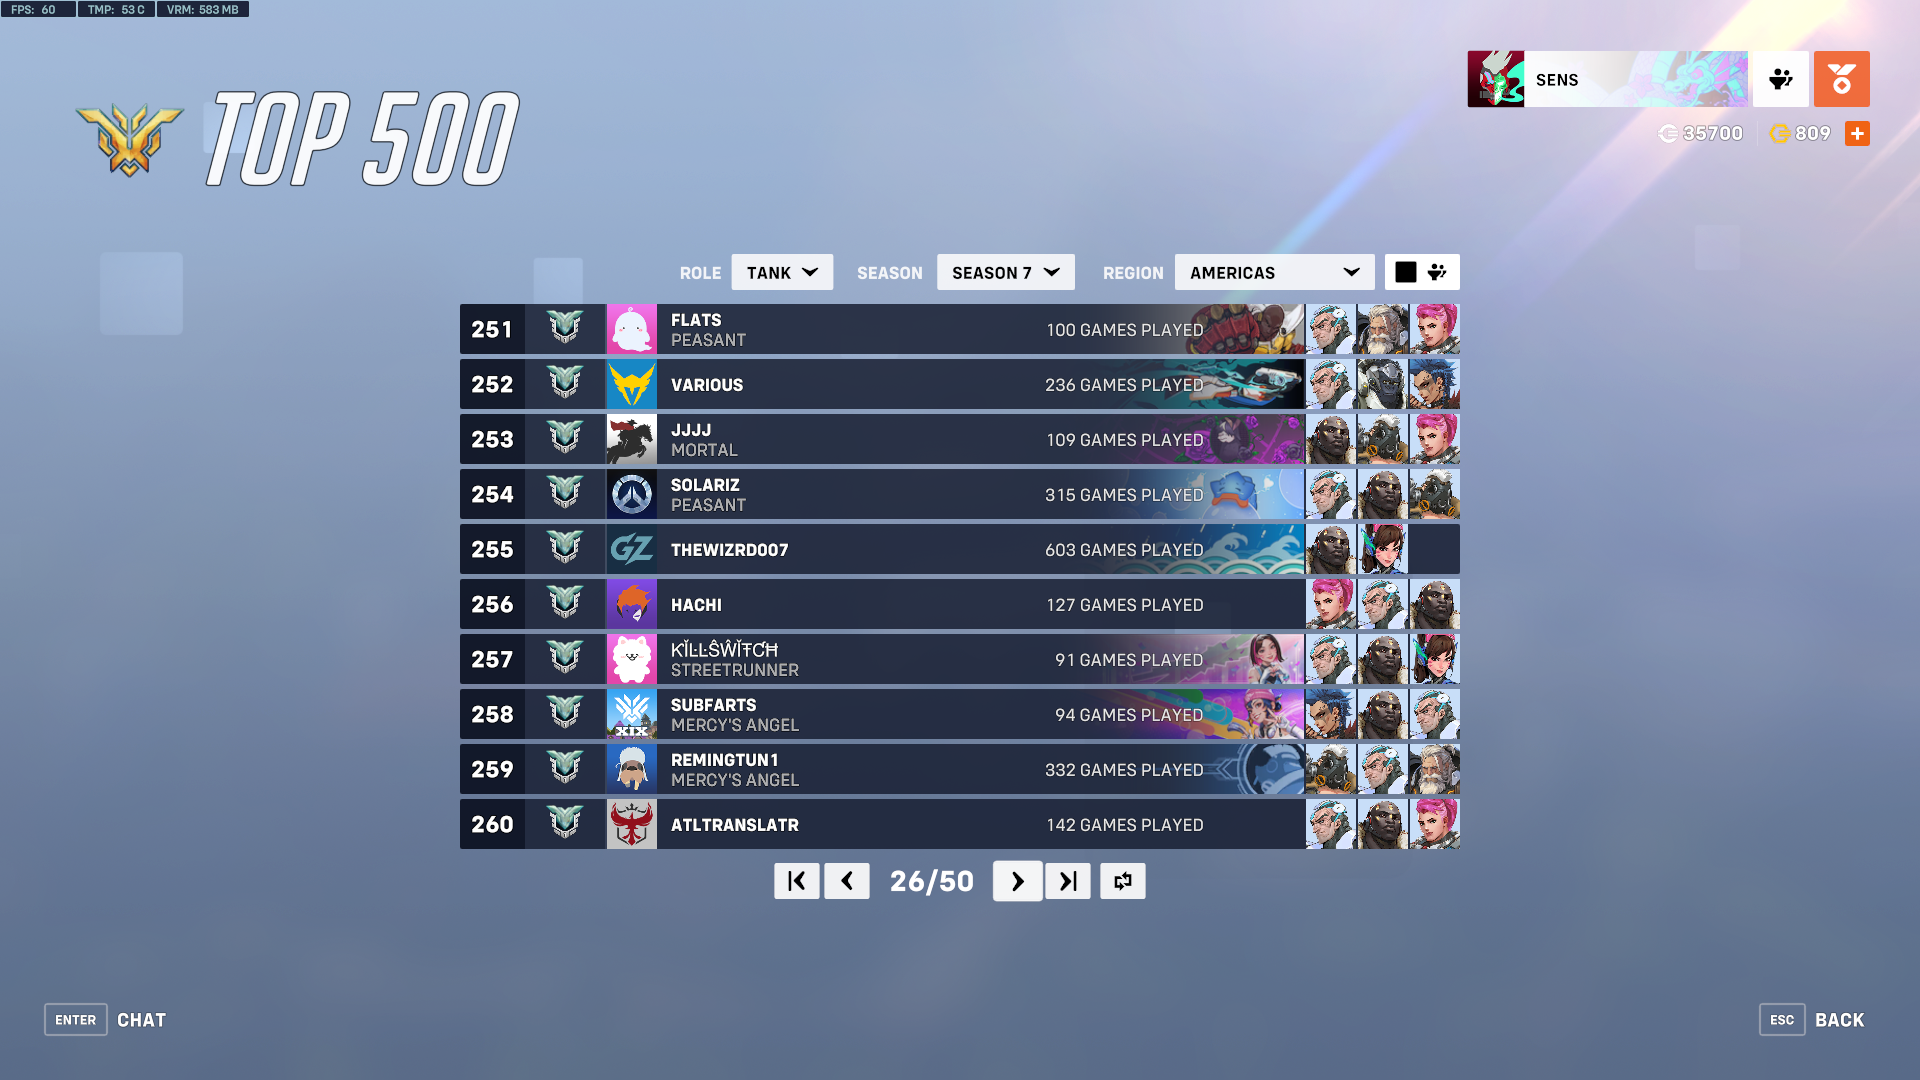 FPS: 60 TMP: 53 C VRM: 583 MB
TOP 500
SENS
35700 809
ROLE TANK SEASON SEASON 7 REGION AMERICAS
251 FLATS 100 GAMES PLAYED
PEASANT
252 VARIOUS 236 GAMES PLAYED
253 JJJJ 109 GAMES PLAYED
MORTAL
254 SOLARIZ 315 GAMES PLAYED
PEASANT
255 GZ THEWIZRD007 603 GAMES PLAYED
256 HACHI 127 GAMES PLAYED
257 ҞǏĿĿŜŴǏŦƇĦ 91 GAMES PLAYED
STREETRUNNER
258 SUBFARTS 94 GAMES PLAYED
XIX MERCY'S ANGEL
259 REMINGTUN1 332 GAMES PLAYED
MERCY'S ANGEL
260 ATLTRANSLATR 142 GAMES PLAYED
26/50
ENTER CHAT
ESC BACK